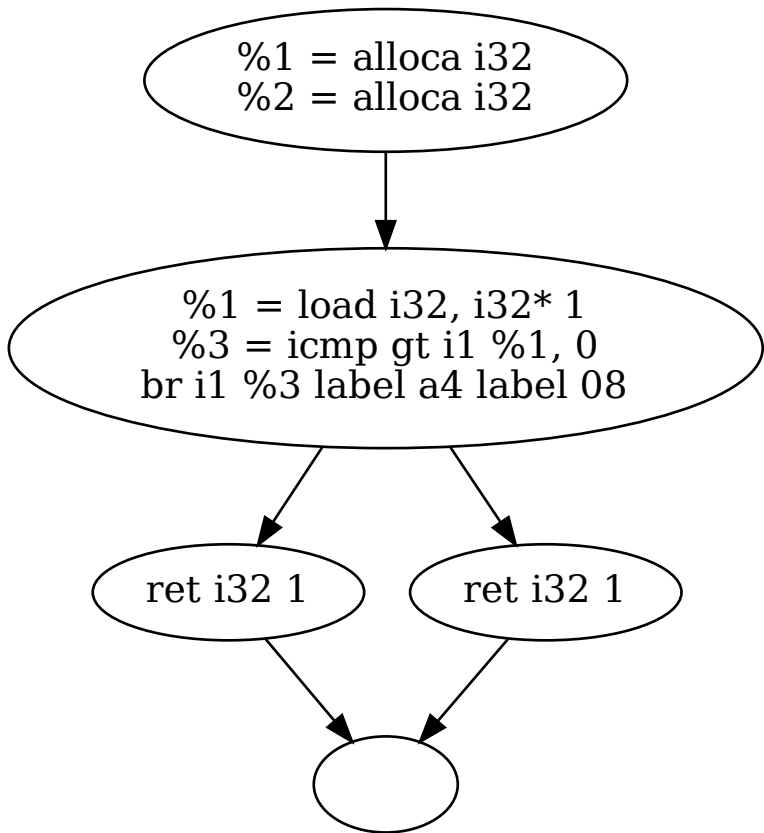 %1 = alloca i32
%2 = alloca i32
%1 = load i32, i32* 1
%3 = icmp gt i1 %1, 0
br i1 %3 label a4 label 08
ret i32 1
ret i32 1